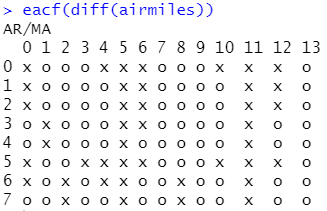 > eacf(diff(airmiles))
AR/MA
  0 1 2 3 4 5 6 7 8 9 10 11 12 13
0 x o o o x x x o o o x  x  x  o
1 x o o o o x x o o o o  x  x  o
2 x o o o o x x o o o o  x  x  o
3 o x o o o x x o o o o  x  o  o
4 o x o o o x o o o o o  x  o  o
5 x o x x x x x o o o x  x  x  o
6 x o x o x x o o x o o  x  o  o
7 o o o o x x o o o o o  x  o  o